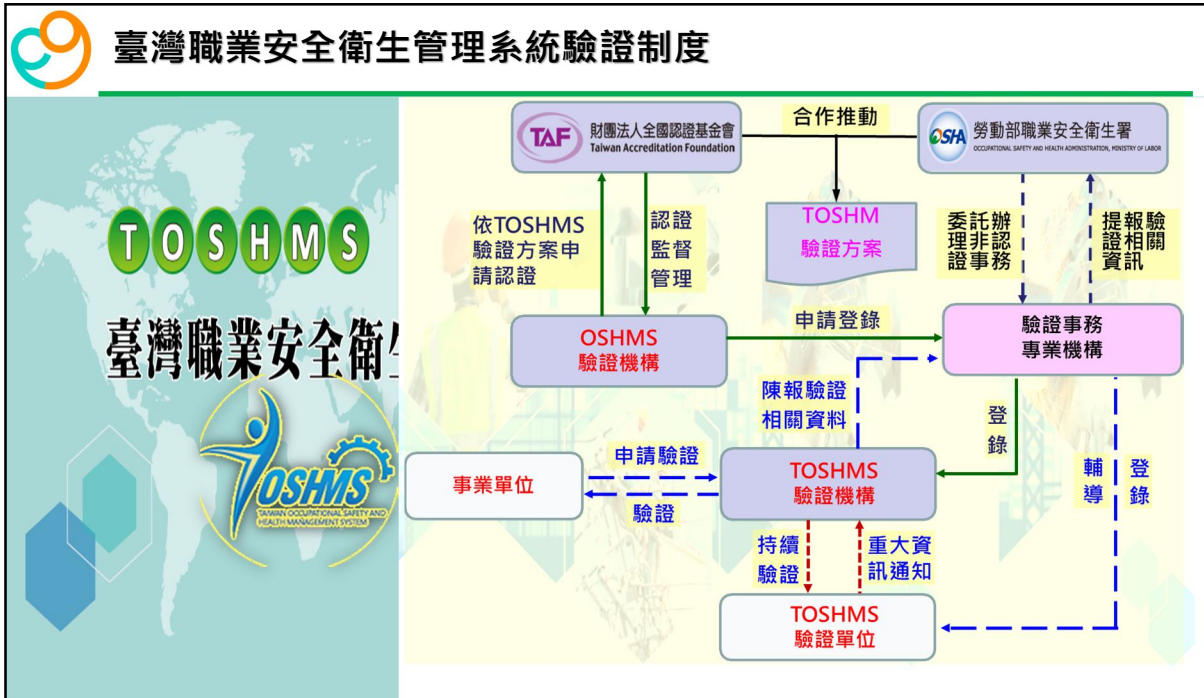 臺灣職業安全衛生管理系統驗證制度
TOSHMS
臺灣職業安全衛生
TOSHMS
TAIWAN OCCUPATIONAL SAFETY AND
HEALTH MANAGEMENT SYSTEM
TAF
財團法人全國認證基金會
Taiwan Accreditation Foundation
合作推動
OSHA
勞動部職業安全衛生署
OCCUPATIONAL SAFETY AND HEALTH ADMINISTRATION, MINISTRY OF LABOR
依TOSHMS
驗證方案申
請認證
認證
監督
管理
TOSHM
驗證方案
委託辦
理非認
證事務
提報驗
證相關
資訊
OSHMS
驗證機構
申請登錄
驗證事務
專業機構
陳報驗證
相關資料
登
錄
輔
導
登
錄
事業單位
申請驗證
驗證
TOSHMS
驗證機構
持續
驗證
重大資
訊通知
TOSHMS
驗證單位